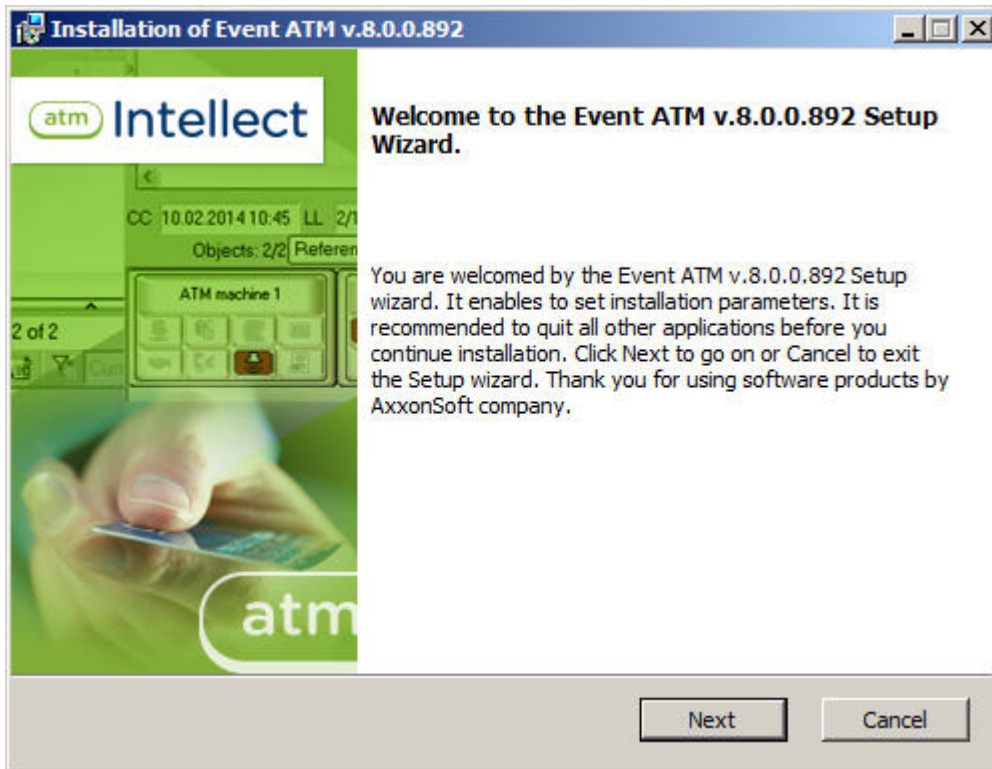 Installation of Event ATM v.8.0.0.892
atm Intellect
Welcome to the Event ATM v.8.0.0.892 Setup
Wizard.
CC 10.02.2014 10:45 LL 2/1
Objects: 2/2 Referen
ATM machine 1
2 of 2
You are welcomed by the Event ATM v.8.0.0.892 Setup
wizard. It enables to set installation parameters. It is
recommended to quit all other applications before you
continue installation. Click Next to go on or Cancel to exit
the Setup wizard. Thank you for using software products by
AxxonSoft company.
atm
Next Cancel